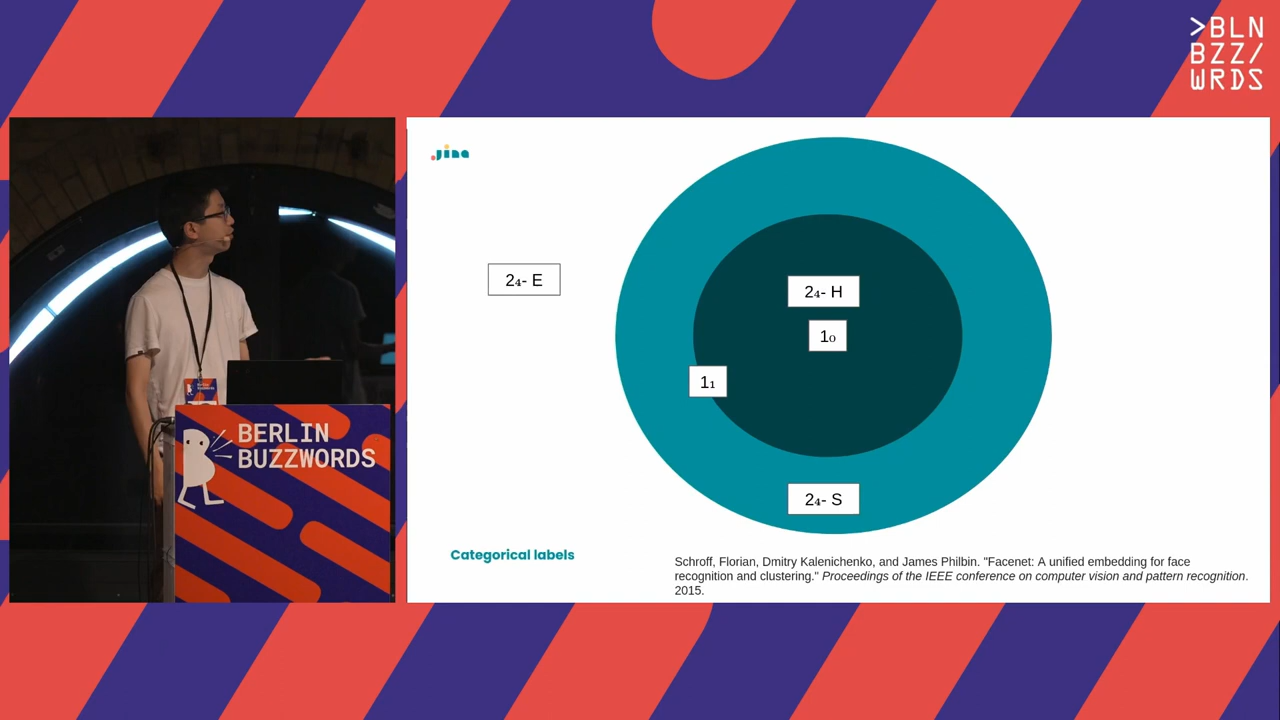 >BLN
BZZ/
WRDS
jina
2₄- E
2₄- H
1₀
1₁
2₄- S
Categorical labels
Schroff, Florian, Dmitry Kalenichenko, and James Philbin. "Facenet: A unified embedding for face
recognition and clustering." Proceedings of the IEEE conference on computer vision and pattern recognition.
2015.
BERLIN
BUZZWORDS